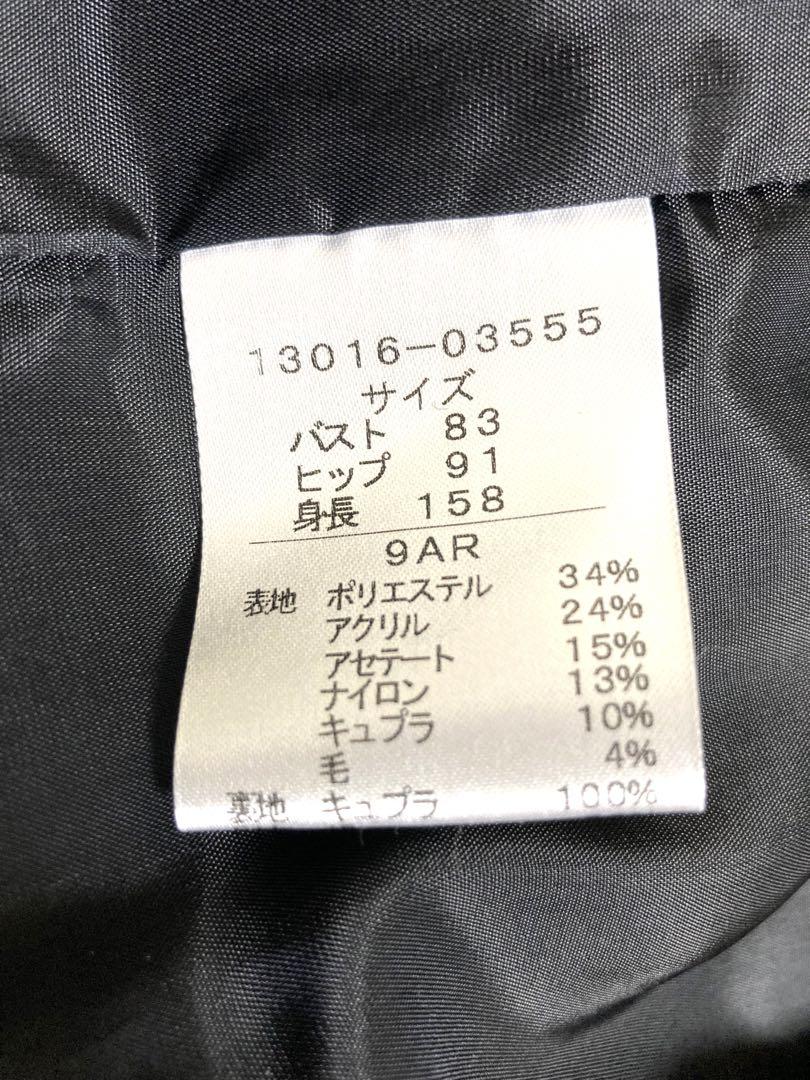 13016-03555
サイズ
バスト 83
ヒップ 91
身長 158
9AR
表地 ポリエステル 34%
アクリル 24%
アセテート 15%
ナイロン 13%
キュプラ 10%
毛 4%
裏地 キュプラ 100%